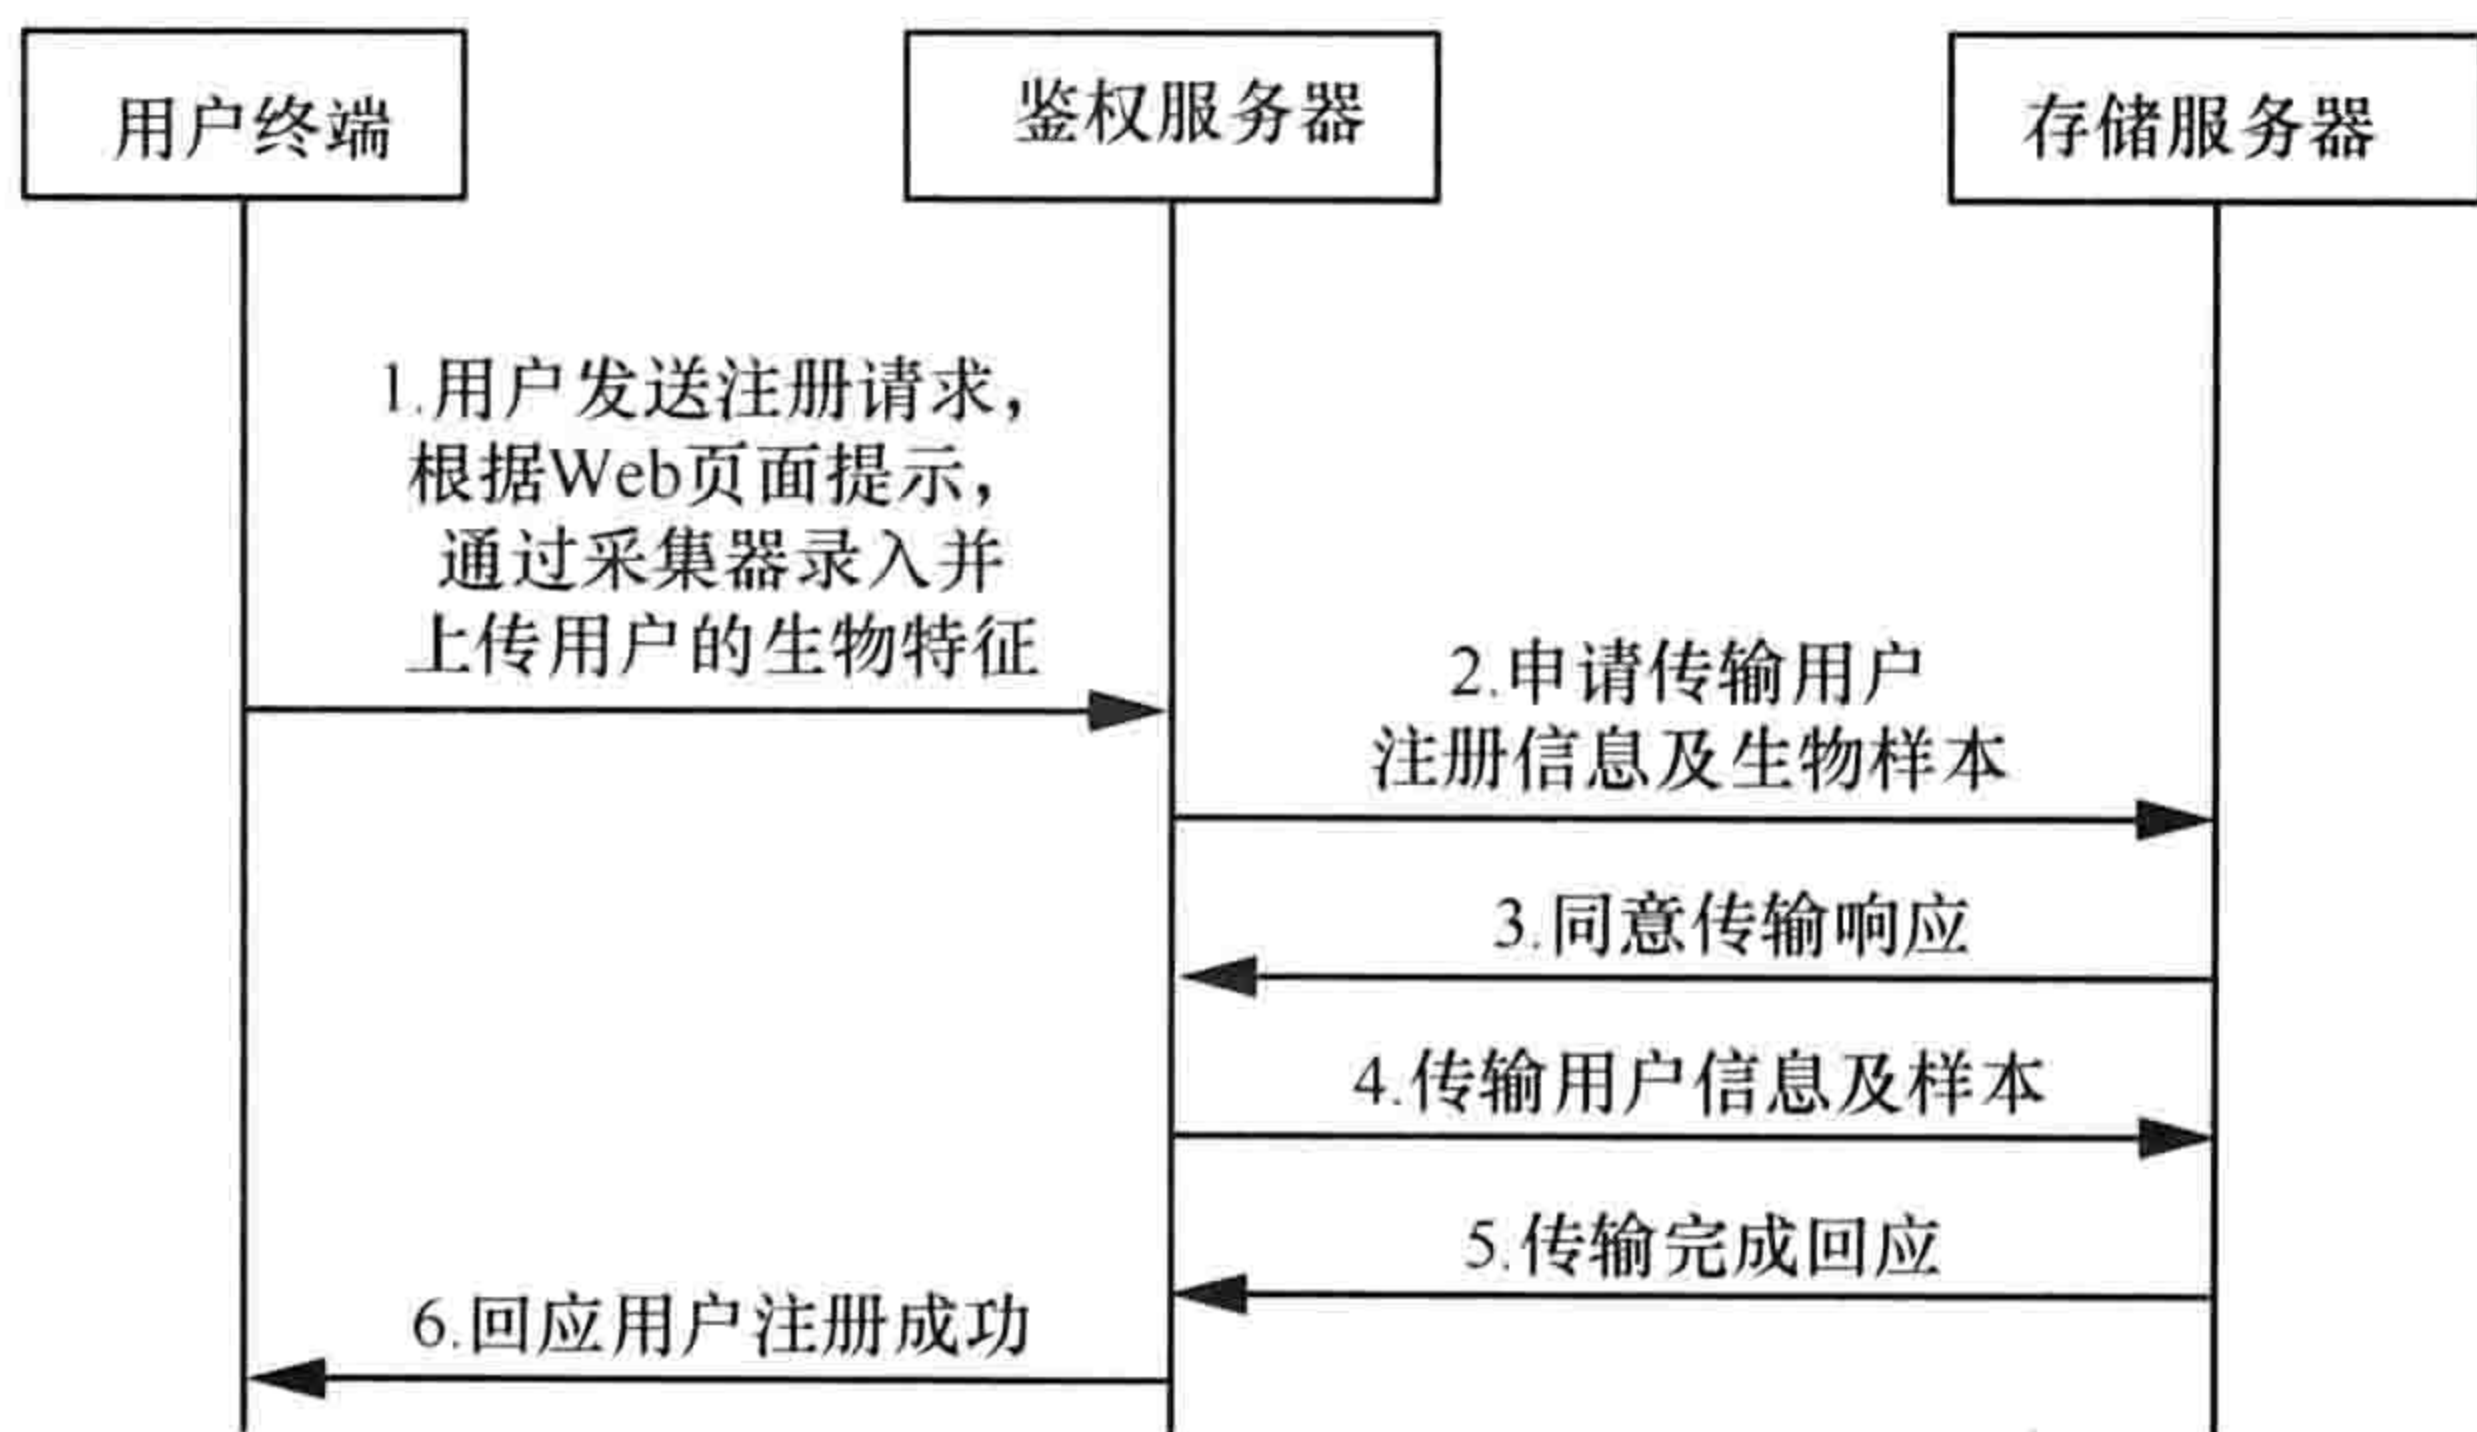 用户终端
鉴权服务器
存储服务器
1.用户发送注册请求,
根据Web页面提示,
通过采集器录入并
上传用户的生物特征
2.申请传输用户
注册信息及生物样本
3.同意传输响应
4.传输用户信息及样本
5.传输完成回应
6.回应用户注册成功